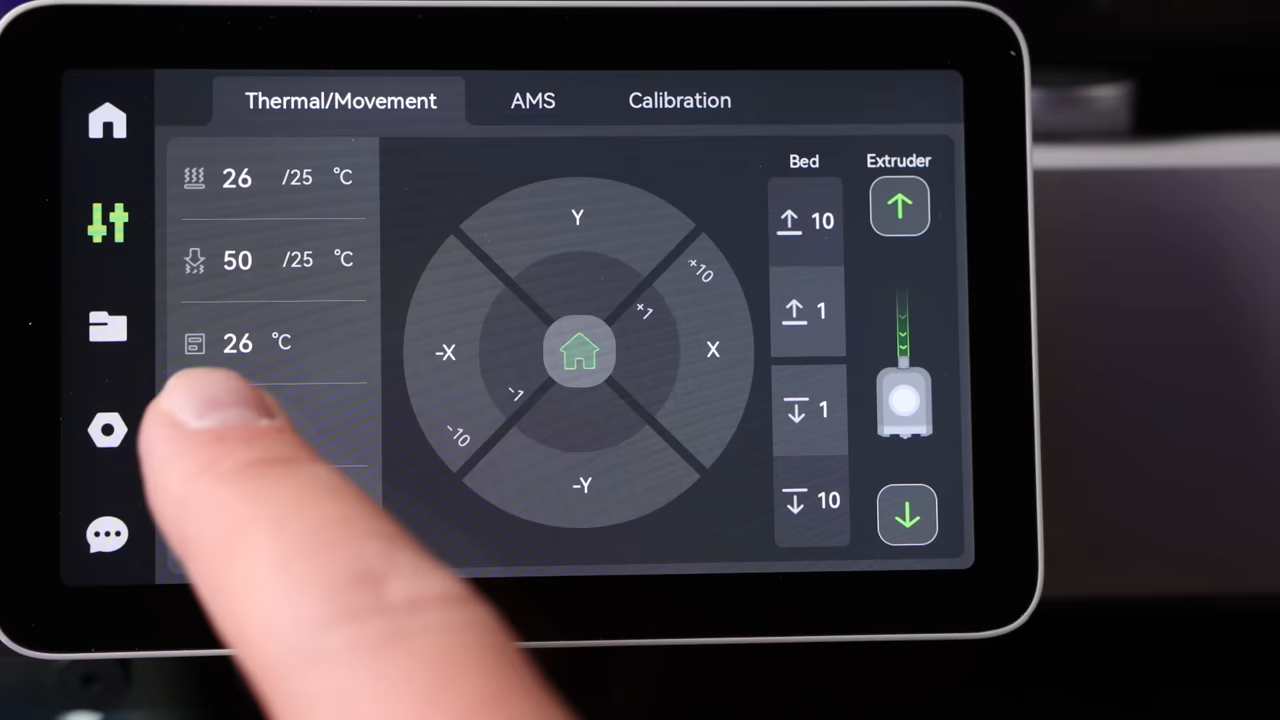 Thermal/Movement AMS Calibration
26 /25 °C
50 /25 °C
26 °C
Y
+10
+1
-X
X
-1
-10
-Y
Bed
10
1
1
10
Extruder